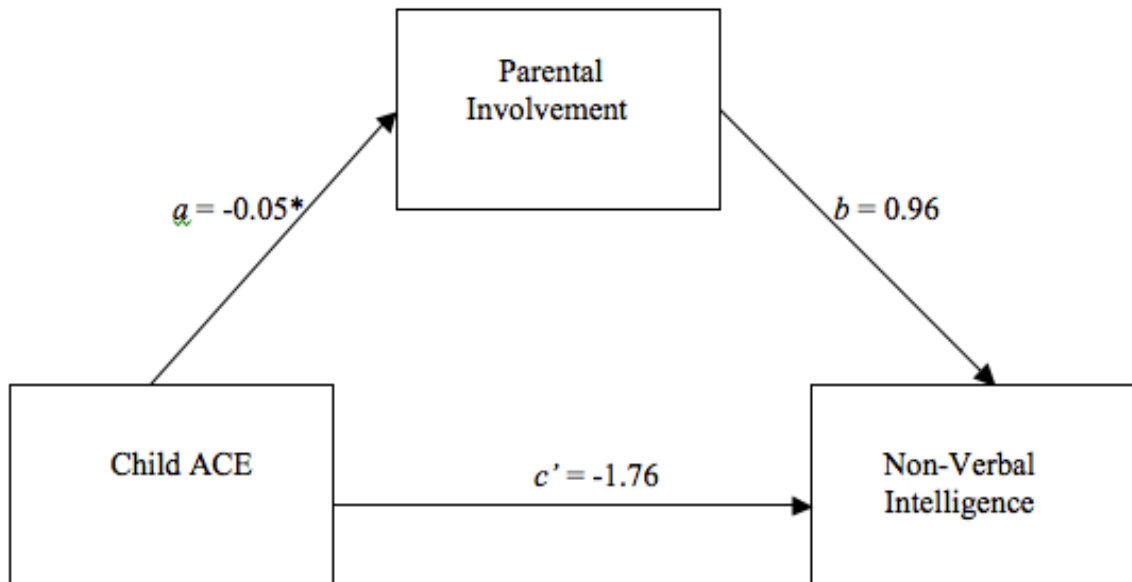 Parental
Involvement
a = -0.05*
b = 0.96
Child ACE
c’ = -1.76
Non-Verbal
Intelligence